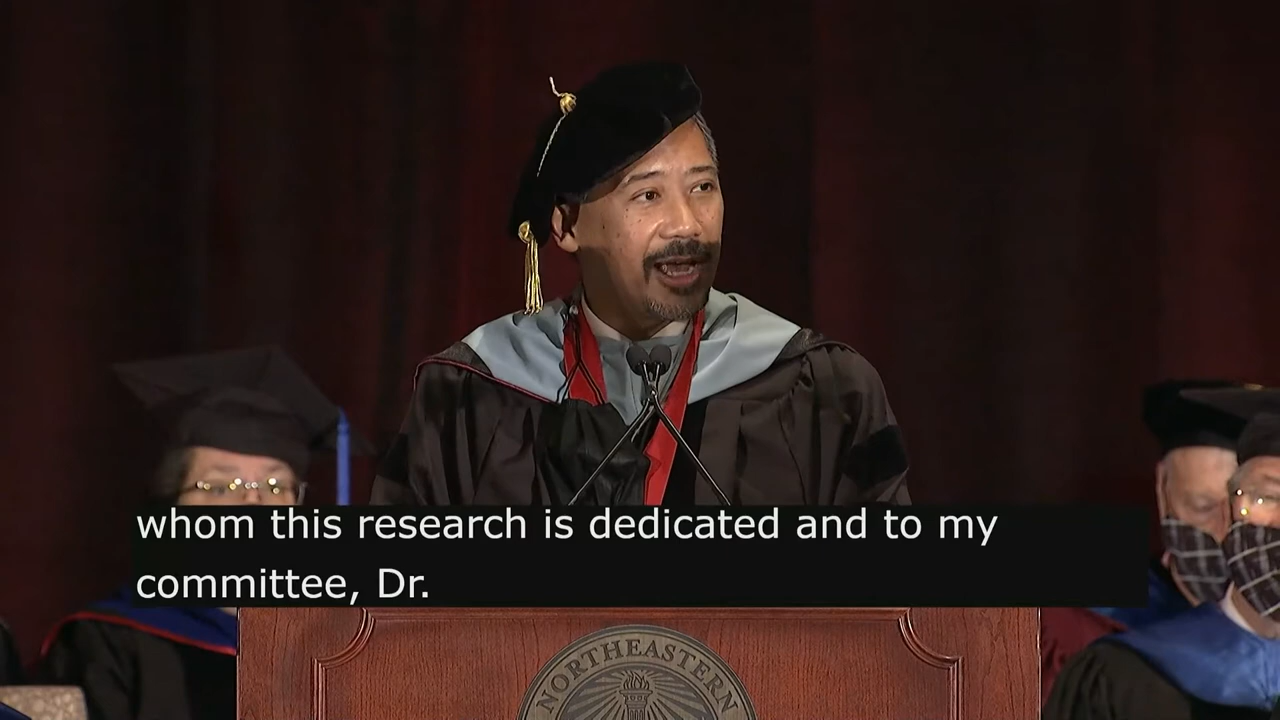 whom this research is dedicated and to my
committee, Dr.
NORTHEASTERN